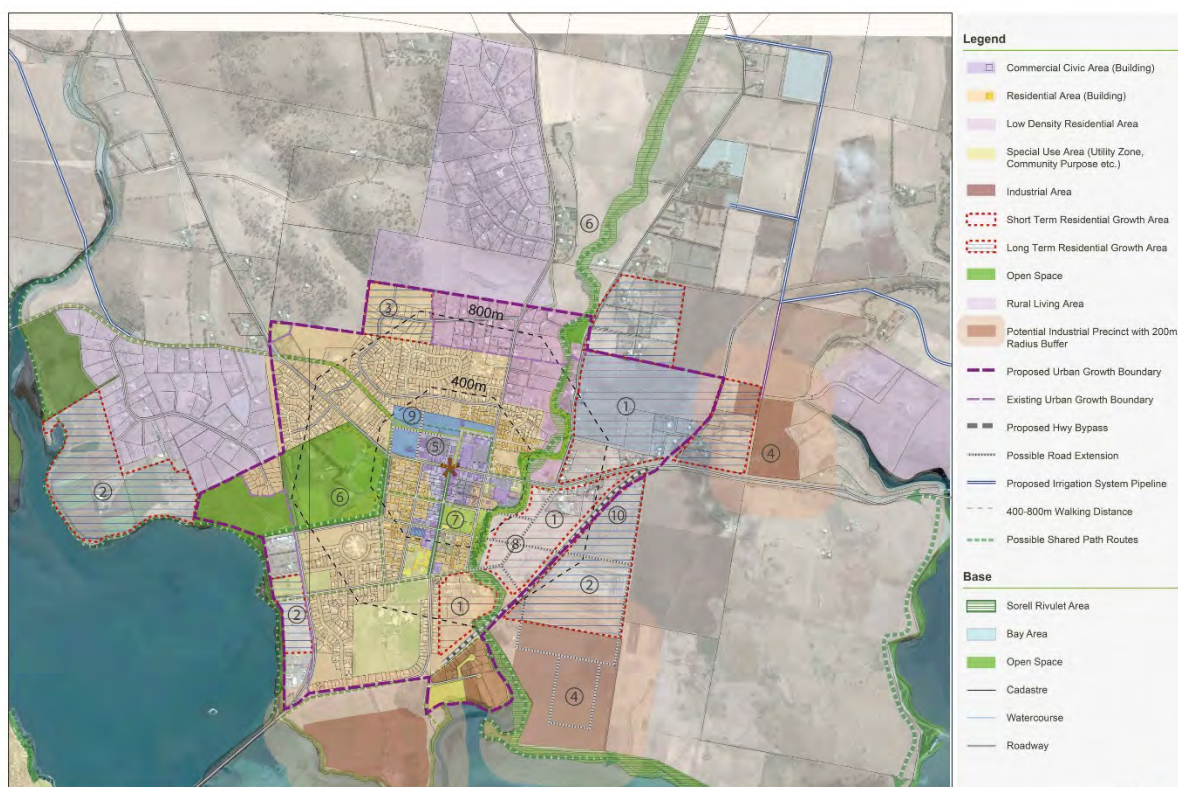 800m
400m
③
⑥
①
⑨
⑤
④
②
⑥
⑦
①
⑩
⑧
②
②
①
④
Legend
Commercial Civic Area (Building)
Residential Area (Building)
Low Density Residential Area
Special Use Area (Utility Zone,
Community Purpose etc.)
Industrial Area
Short Term Residential Growth Area
Long Term Residential Growth Area
Open Space
Rural Living Area
Potential Industrial Precinct with 200m
Radius Buffer
Proposed Urban Growth Boundary
Existing Urban Growth Boundary
Proposed Hwy Bypass
Possible Road Extension
Proposed Irrigation System Pipeline
400-800m Walking Distance
Possible Shared Path Routes
Base
Sorell Rivulet Area
Bay Area
Open Space
Cadastre
Watercourse
Roadway